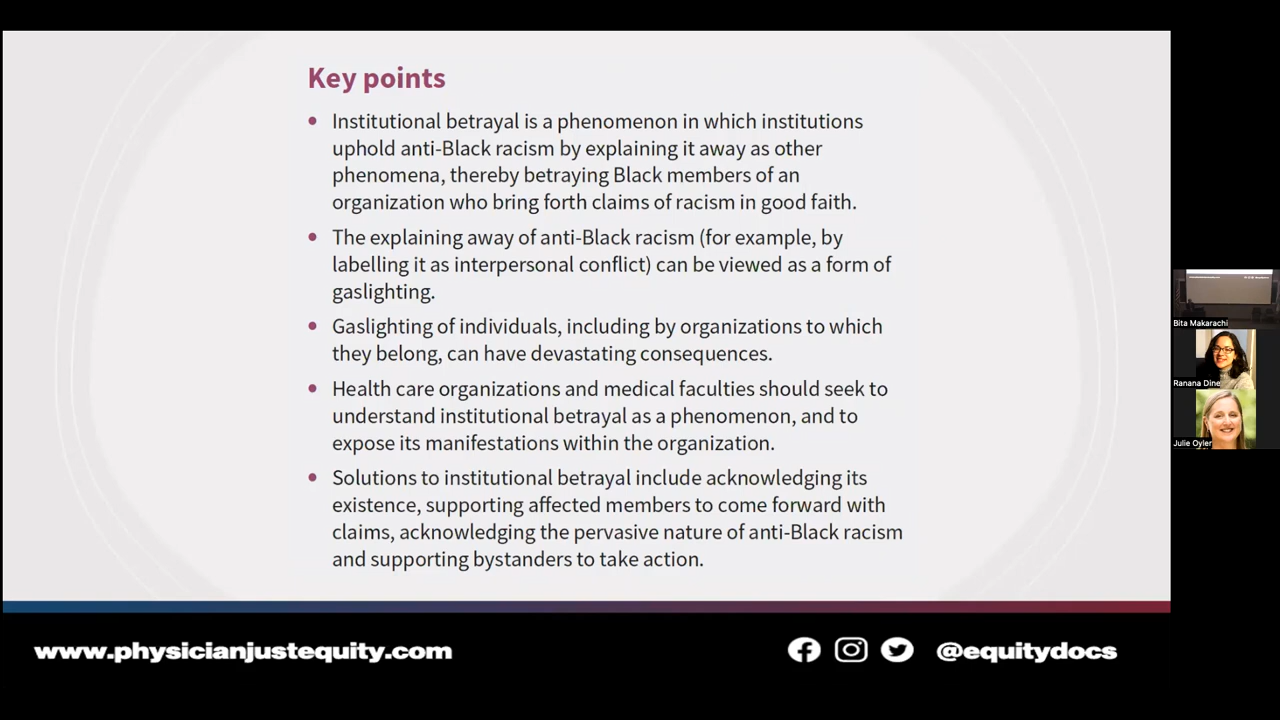 Key points
• Institutional betrayal is a phenomenon in which institutions
uphold anti-Black racism by explaining it away as other
phenomena, thereby betraying Black members of an
organization who bring forth claims of racism in good faith.
• The explaining away of anti-Black racism (for example, by
labelling it as interpersonal conflict) can be viewed as a form of
gaslighting.
• Gaslighting of individuals, including by organizations to which
they belong, can have devastating consequences.
• Health care organizations and medical faculties should seek to
understand institutional betrayal as a phenomenon, and to
expose its manifestations within the organization.
• Solutions to institutional betrayal include acknowledging its
existence, supporting affected members to come forward with
claims, acknowledging the pervasive nature of anti-Black racism
and supporting bystanders to take action.
Bita Makarachi
Ranana Dine
Julie Oyler
www.physicianjustequity.com
@equitydocs